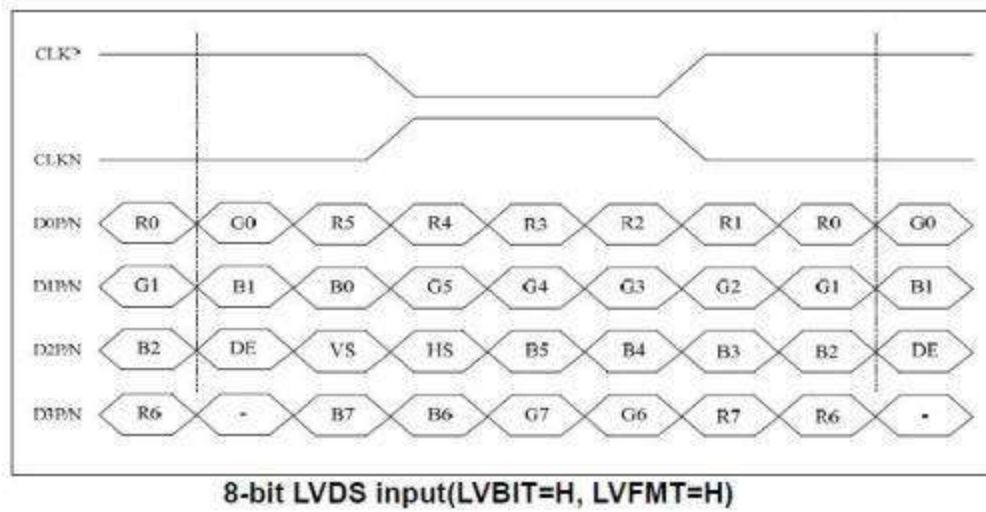 CLKP
CLKN
D0P/N R0 G0 R5 R4 R3 R2 R1 R0 G0
D1P/N G1 B1 B0 G5 G4 G3 G2 G1 B1
D2P/N B2 DE VS HS B5 B4 B3 B2 DE
D3P/N R6 - B7 B6 G7 G6 R7 R6 -
8-bit LVDS input(LVBIT=H, LVFMT=H)